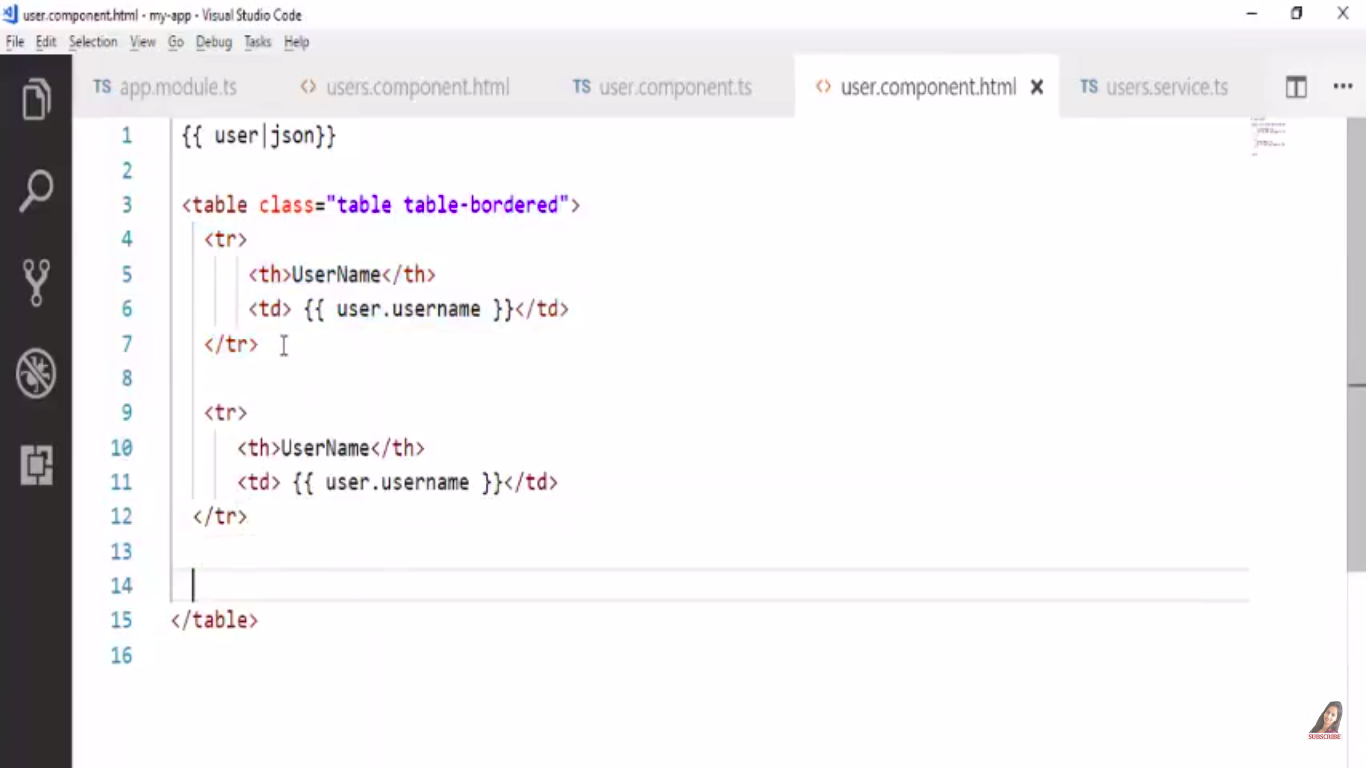 user.component.html - my-app - Visual Studio Code
File Edit Selection View Go Debug Tasks Help
TS app.module.ts <> users.component.html TS user.component.ts <> user.component.html TS users.service.ts
1 {{ user|json}}
2
3 <table class="table table-bordered">
4 <tr>
5 <th>UserName</th>
6 <td> {{ user.username }}</td>
7 </tr>
8
9 <tr>
10 <th>UserName</th>
11 <td> {{ user.username }}</td>
12 </tr>
13
14
15 </table>
16
SUBSCRIBE